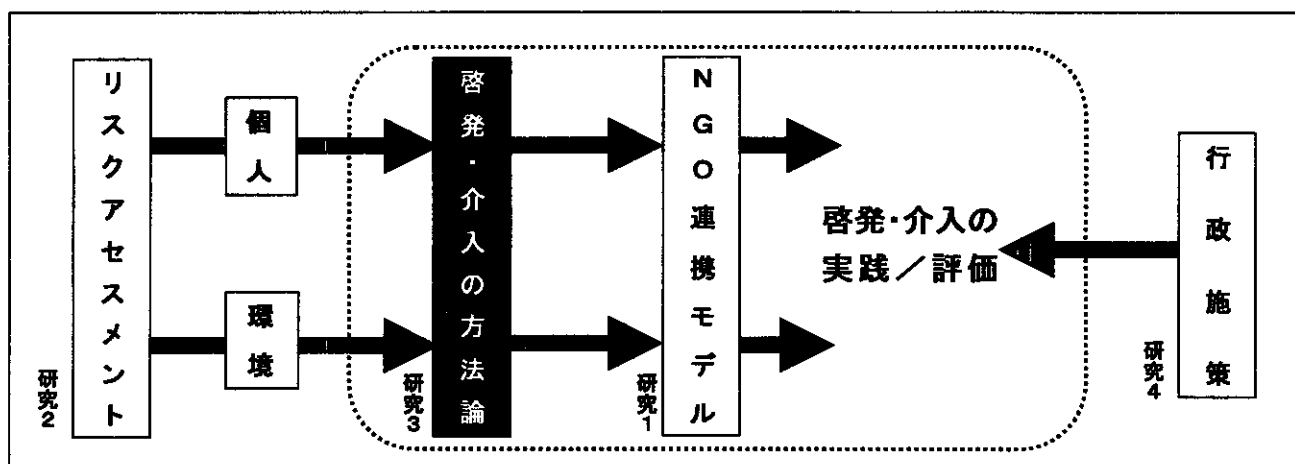 リスクアセスメント
研究2
個人
環境
啓発・介入の方法論
研究3
NGO連携モデル
研究1
啓発・介入の
実践／評価
行政施策
研究4